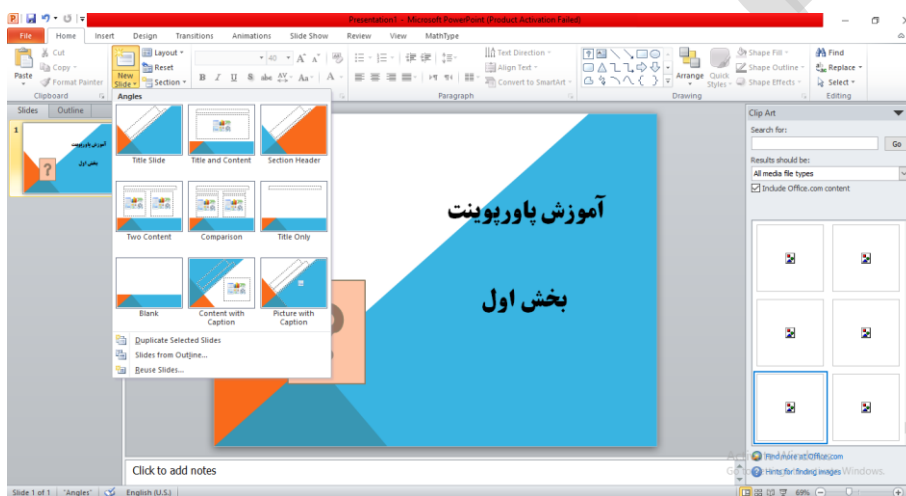 Presentation1 - Microsoft PowerPoint (Product Activation Failed)
File Home Insert Design Transitions Animations Slide Show Review View MathType
Cut
Copy
Format Painter
Paste
Clipboard
New Slide
Layout
Reset
Section
40
Paragraph
Text Direction
Align Text
Convert to SmartArt
Arrange
Quick Styles
Shape Fill
Shape Outline
Shape Effects
Drawing
Find
Replace
Select
Editing
Slides Outline
1
آموزش پاورپوینت
بخش اول
?
Angles
Title Slide Title and Content Section Header
Two Content Comparison Title Only
Blank Content with Caption Picture with Caption
Duplicate Selected Slides
Slides from Outline...
Reuse Slides...
آموزش پاورپوینت
بخش اول
Click to add notes
Clip Art
Search for:
Go
Results should be:
All media file types
Include Office.com content
Find more at Office.com
Hints for finding images
Slide 1 of 1 "Angles" English (U.S.) 69%